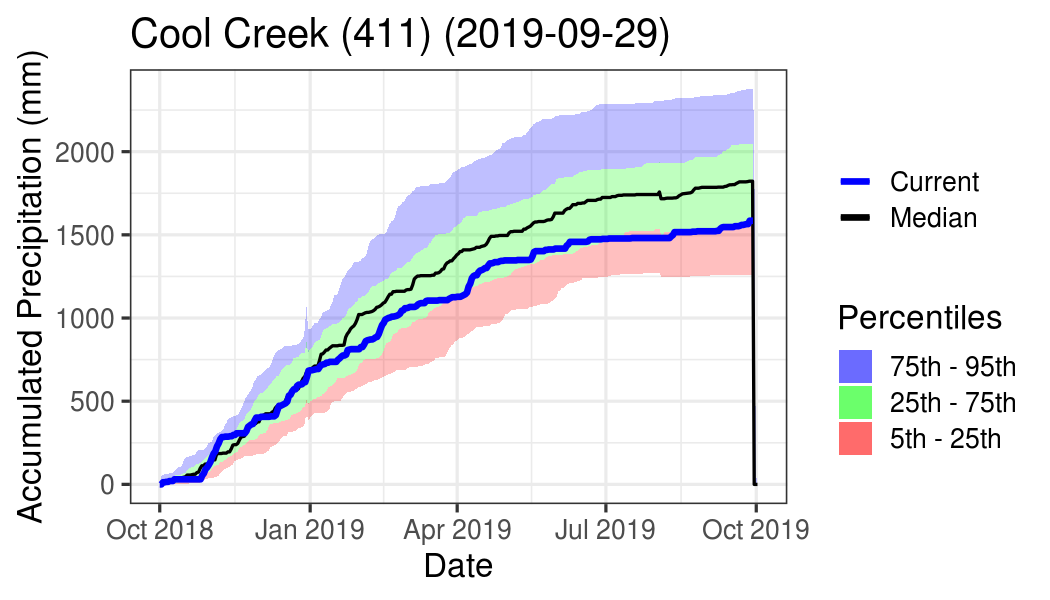 Cool Creek (411) (2019-09-29)
Accumulated Precipitation (mm)
2000
1500
1000
500
0
Oct 2018 Jan 2019 Apr 2019 Jul 2019 Oct 2019
Date
Current
Median
Percentiles
75th - 95th
25th - 75th
5th - 25th